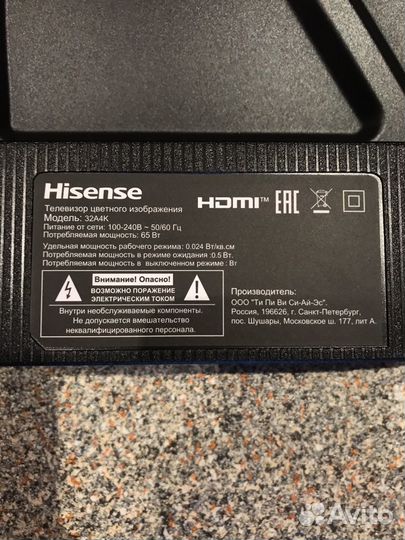 Hisense
HDMI™ EAC
Телевизор цветного изображения
Модель: 32A4K
Питание от сети: 100-240В ~ 50/60 Гц
Потребляемая мощность: 65 Вт
Удельная мощность рабочего режима: 0.024 Вт/кв.см
Потребляемая мощность в режиме ожидания :0.5 Вт.
Потребляемая мощность в выключенном режиме : Вт
Внимание! Опасно!
ВОЗМОЖНО ПОРАЖЕНИЕ
ЭЛЕКТРИЧЕСКИМ ТОКОМ
Внутри необслуживаемые компоненты.
Не допускается вмешательство
неквалифицированного персонала.
Производитель:
ООО "Ти Пи Ви Си-Ай-Эс".
Россия, 196626, г. Санкт-Петербург,
пос. Шушары, Московское ш. 177, лит А.
Avito